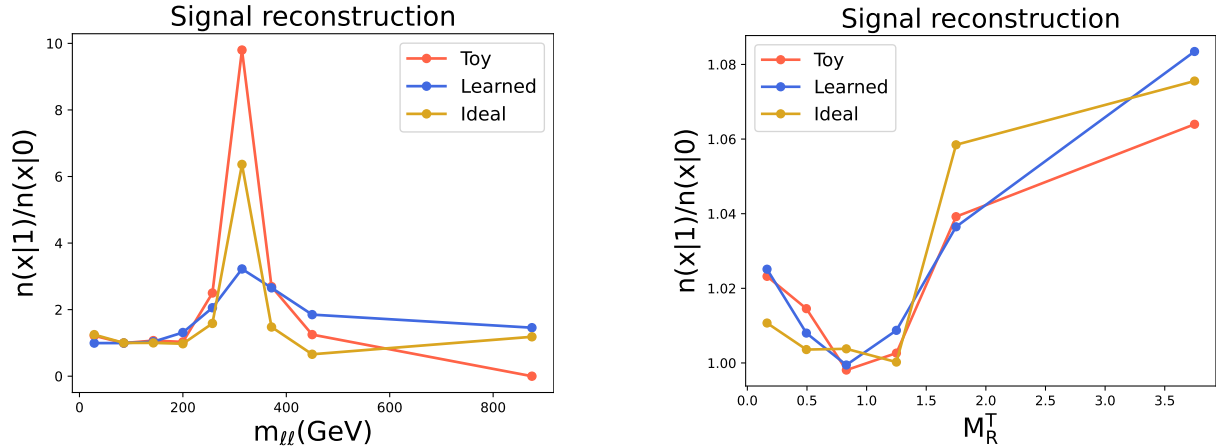 Signal reconstruction
n(x|1)/n(x|0)
10
8
6
4
2
0
Toy
Learned
Ideal
0 200 400 600 800
m_ℓℓ(GeV)
Signal reconstruction
n(x|1)/n(x|0)
1.08
1.06
1.04
1.02
1.00
Toy
Learned
Ideal
0.0 0.5 1.0 1.5 2.0 2.5 3.0 3.5
M_R^T